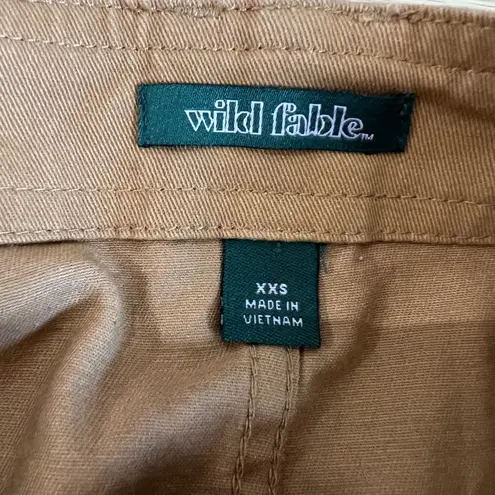 wild fable™
XXS
MADE IN
VIETNAM